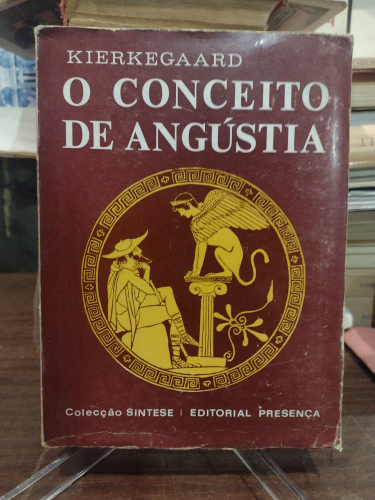 KIERKEGAARD
O CONCEITO
DE ANGÚSTIA
Colecção SINTESE | EDITORIAL PRESENÇA